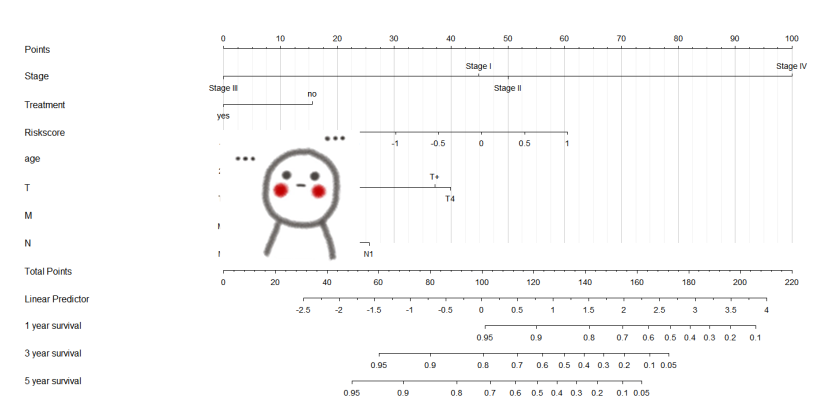 0 10 20 30 40 50 60 70 80 90 100
Points
Stage I Stage IV
Stage
Stage III Stage II
no
Treatment
yes
Riskscore
-1 -0.5 0 0.5 1
age
T+
T
T4
M
N
N1
Total Points
0 20 40 60 80 100 120 140 160 180 200 220
Linear Predictor
-2.5 -2 -1.5 -1 -0.5 0 0.5 1 1.5 2 2.5 3 3.5 4
1 year survival
0.95 0.9 0.8 0.7 0.6 0.5 0.4 0.3 0.2 0.1
3 year survival
0.95 0.9 0.8 0.7 0.6 0.5 0.4 0.3 0.2 0.1 0.05
5 year survival
0.95 0.9 0.8 0.7 0.6 0.5 0.4 0.3 0.2 0.1 0.05